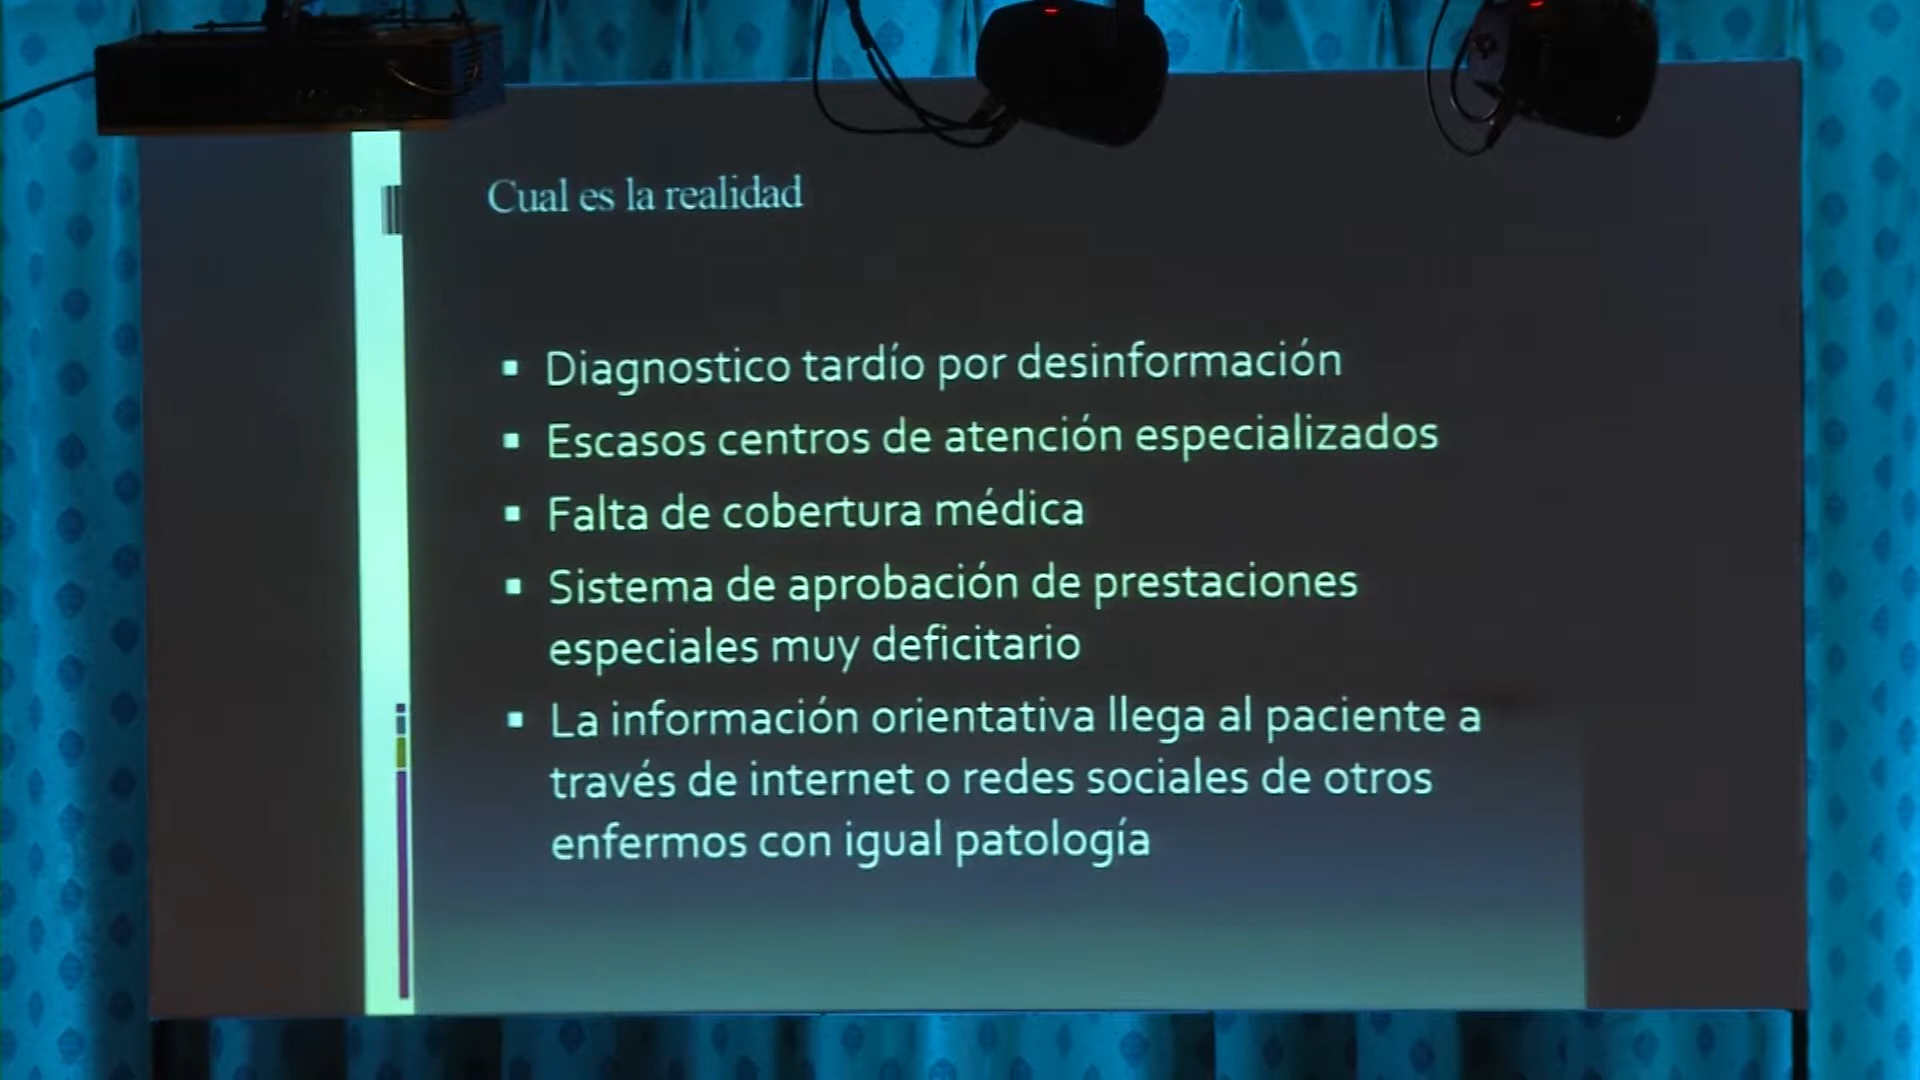 Cual es la realidad
Diagnostico tardío por desinformación
Escasos centros de atención especializados
Falta de cobertura médica
Sistema de aprobación de prestaciones
especiales muy deficitario
La información orientativa llega al paciente a
través de internet o redes sociales de otros
enfermos con igual patología